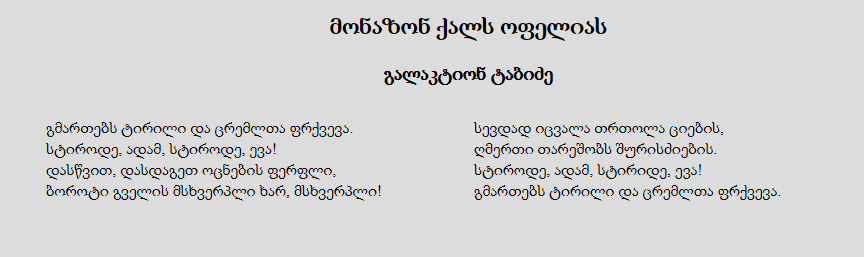 მონაზონ ქალს ოფელიას
გალაკტიონ ტაბიძე
გმართებს ტირილი და ცრემლთა ფრქვევა.
სტიროდე, ადამ, სტიროდე, ევა!
დასწვით, დასდაგეთ ოცნების ფერფლი,
ბოროტი გველის მსხვერპლი ხარ, მსხვერპლი!
სევდად იცვალა თრთოლა ციების,
ღმერთი თარეშობს შურისძიების.
სტიროდე, ადამ, სტირიდე, ევა!
გმართებს ტირილი და ცრემლთა ფრქვევა.